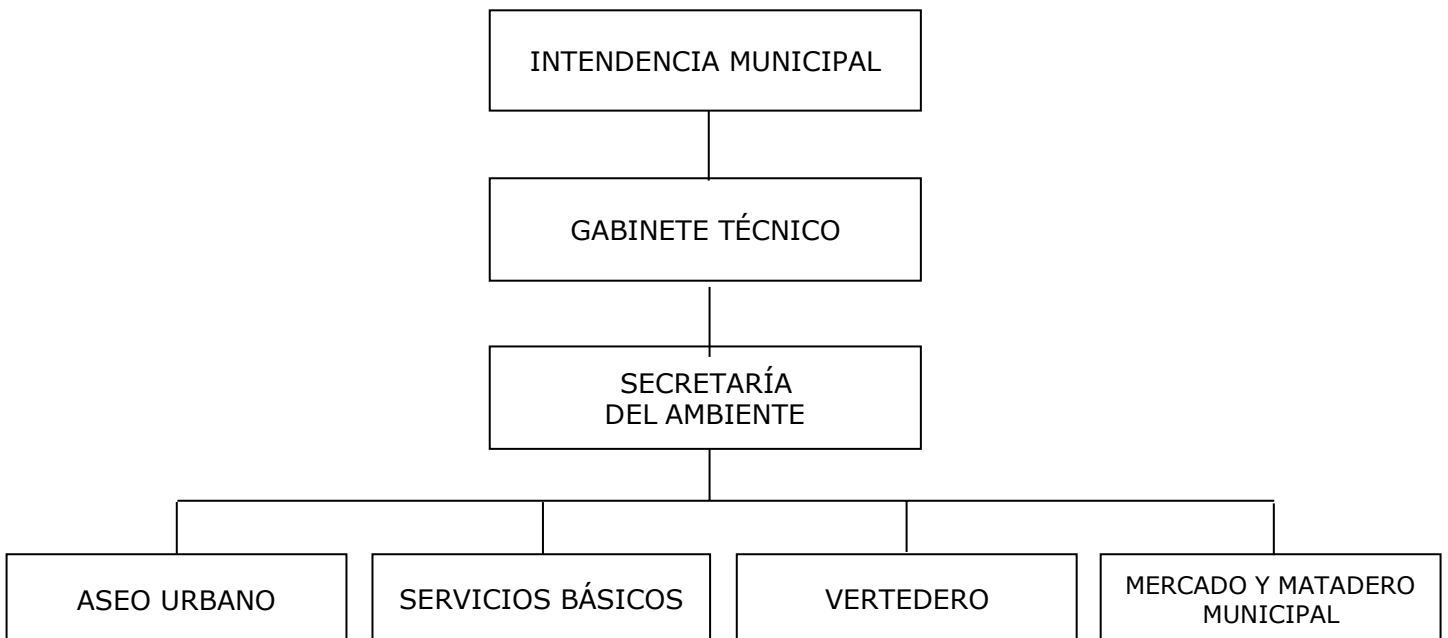 INTENDENCIA MUNICIPAL
GABINETE TÉCNICO
SECRETARÍA
DEL AMBIENTE
ASEO URBANO
SERVICIOS BÁSICOS
VERTEDERO
MERCADO Y MATADERO
MUNICIPAL